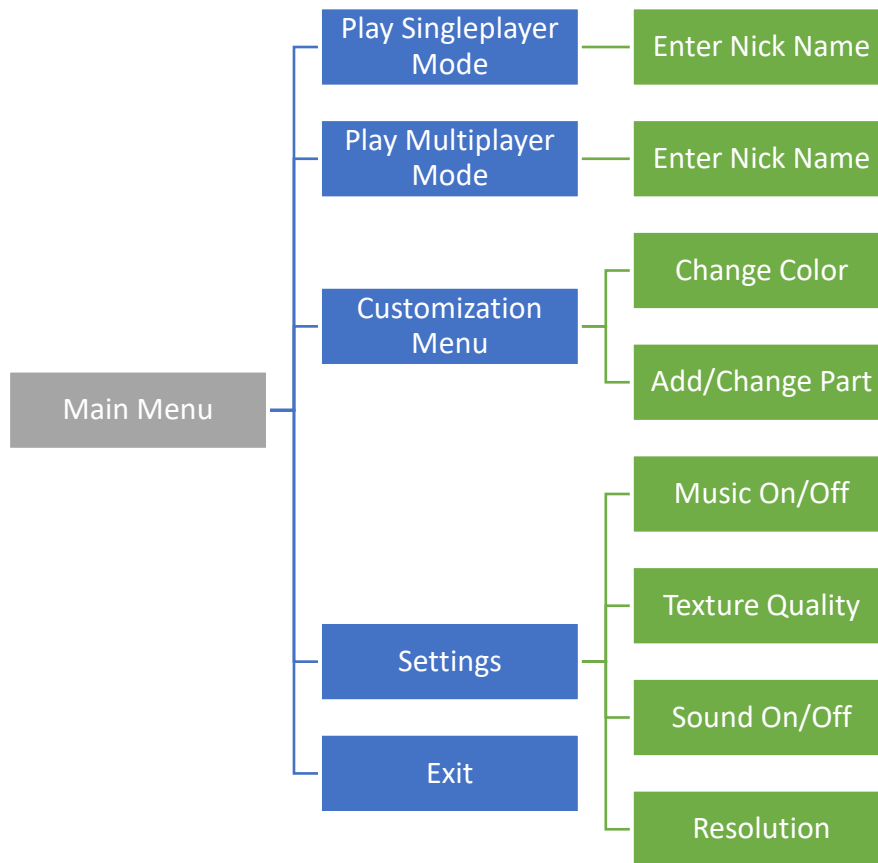 Play Singleplayer
Mode
Enter Nick Name
Play Multiplayer
Mode
Enter Nick Name
Change Color
Customization
Menu
Add/Change Part
Main Menu
Music On/Off
Texture Quality
Settings
Sound On/Off
Exit
Resolution